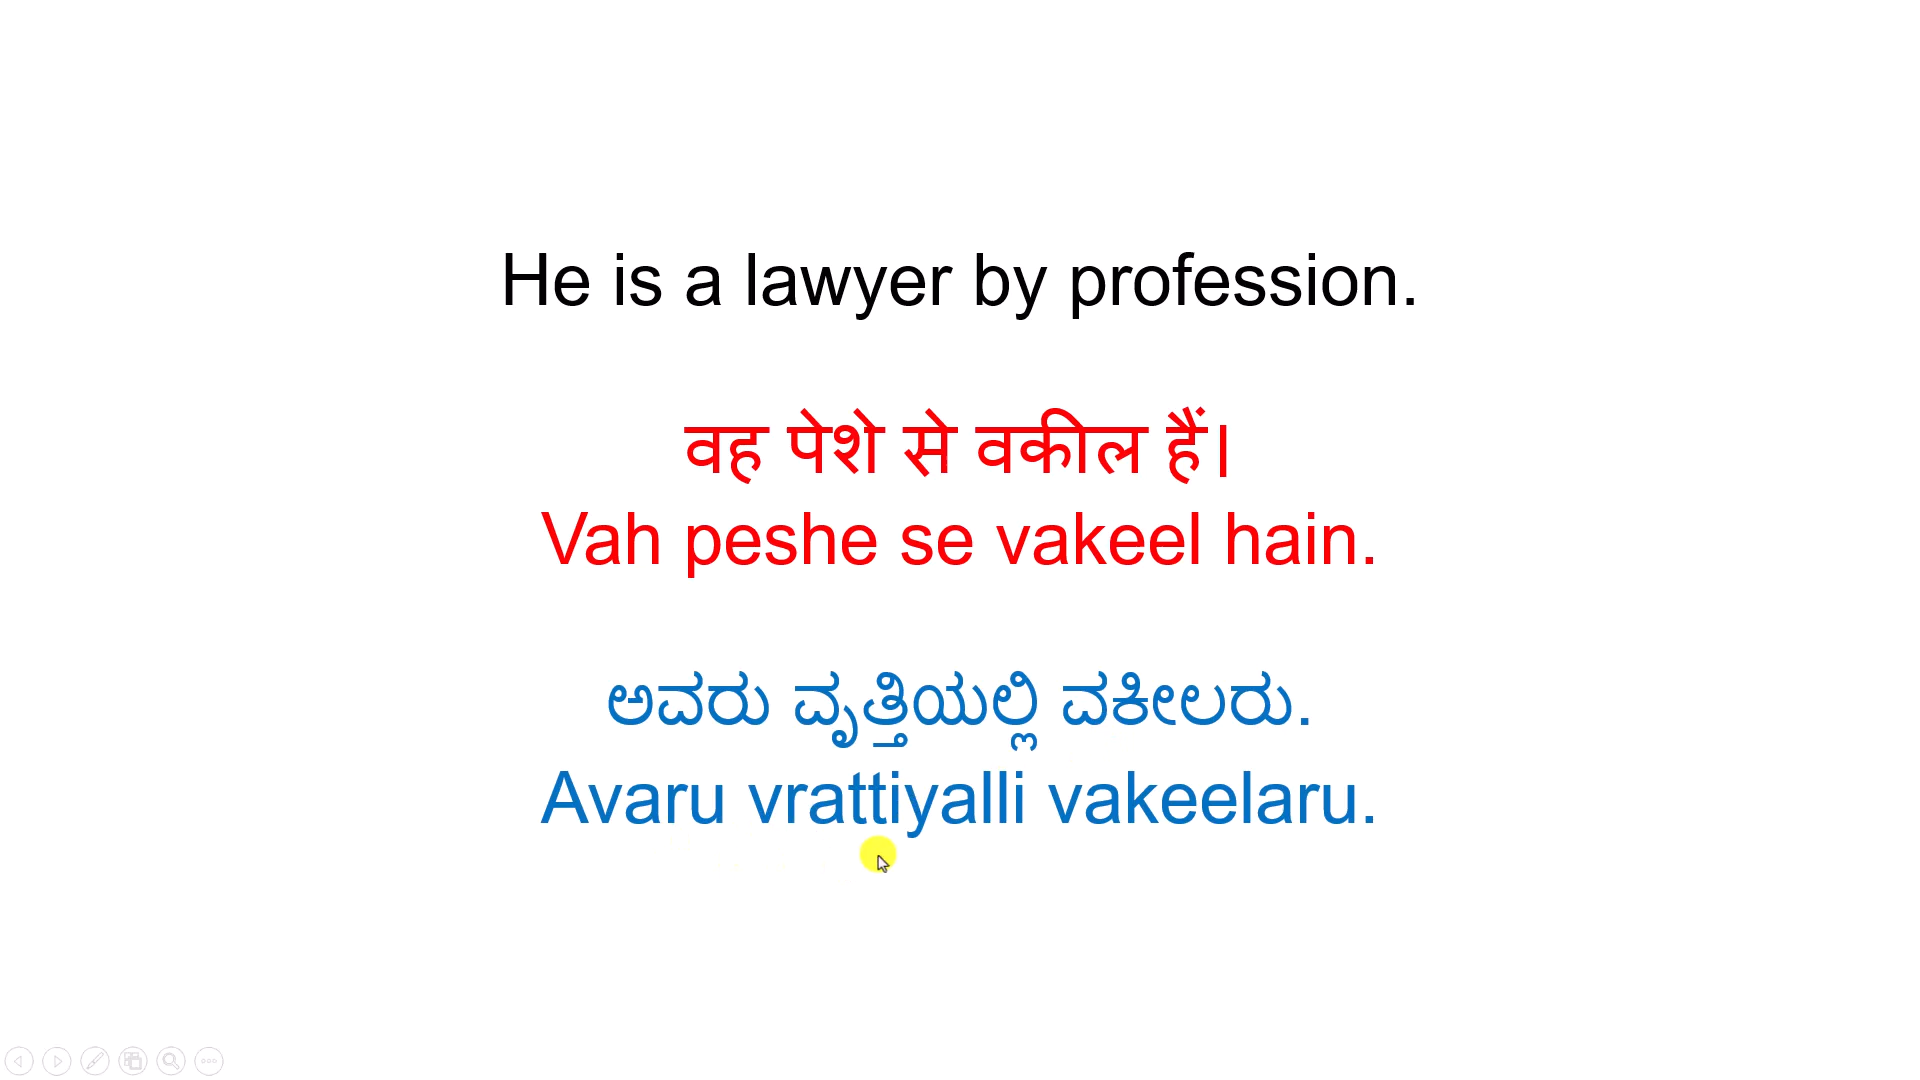 He is a lawyer by profession.
वह पेशे से वकील हैं।
Vah peshe se vakeel hain.
ಅವರು ವೃತ್ತಿಯಲ್ಲಿ ವಕೀಲರು.
Avaru vrattiyalli vakeelaru.